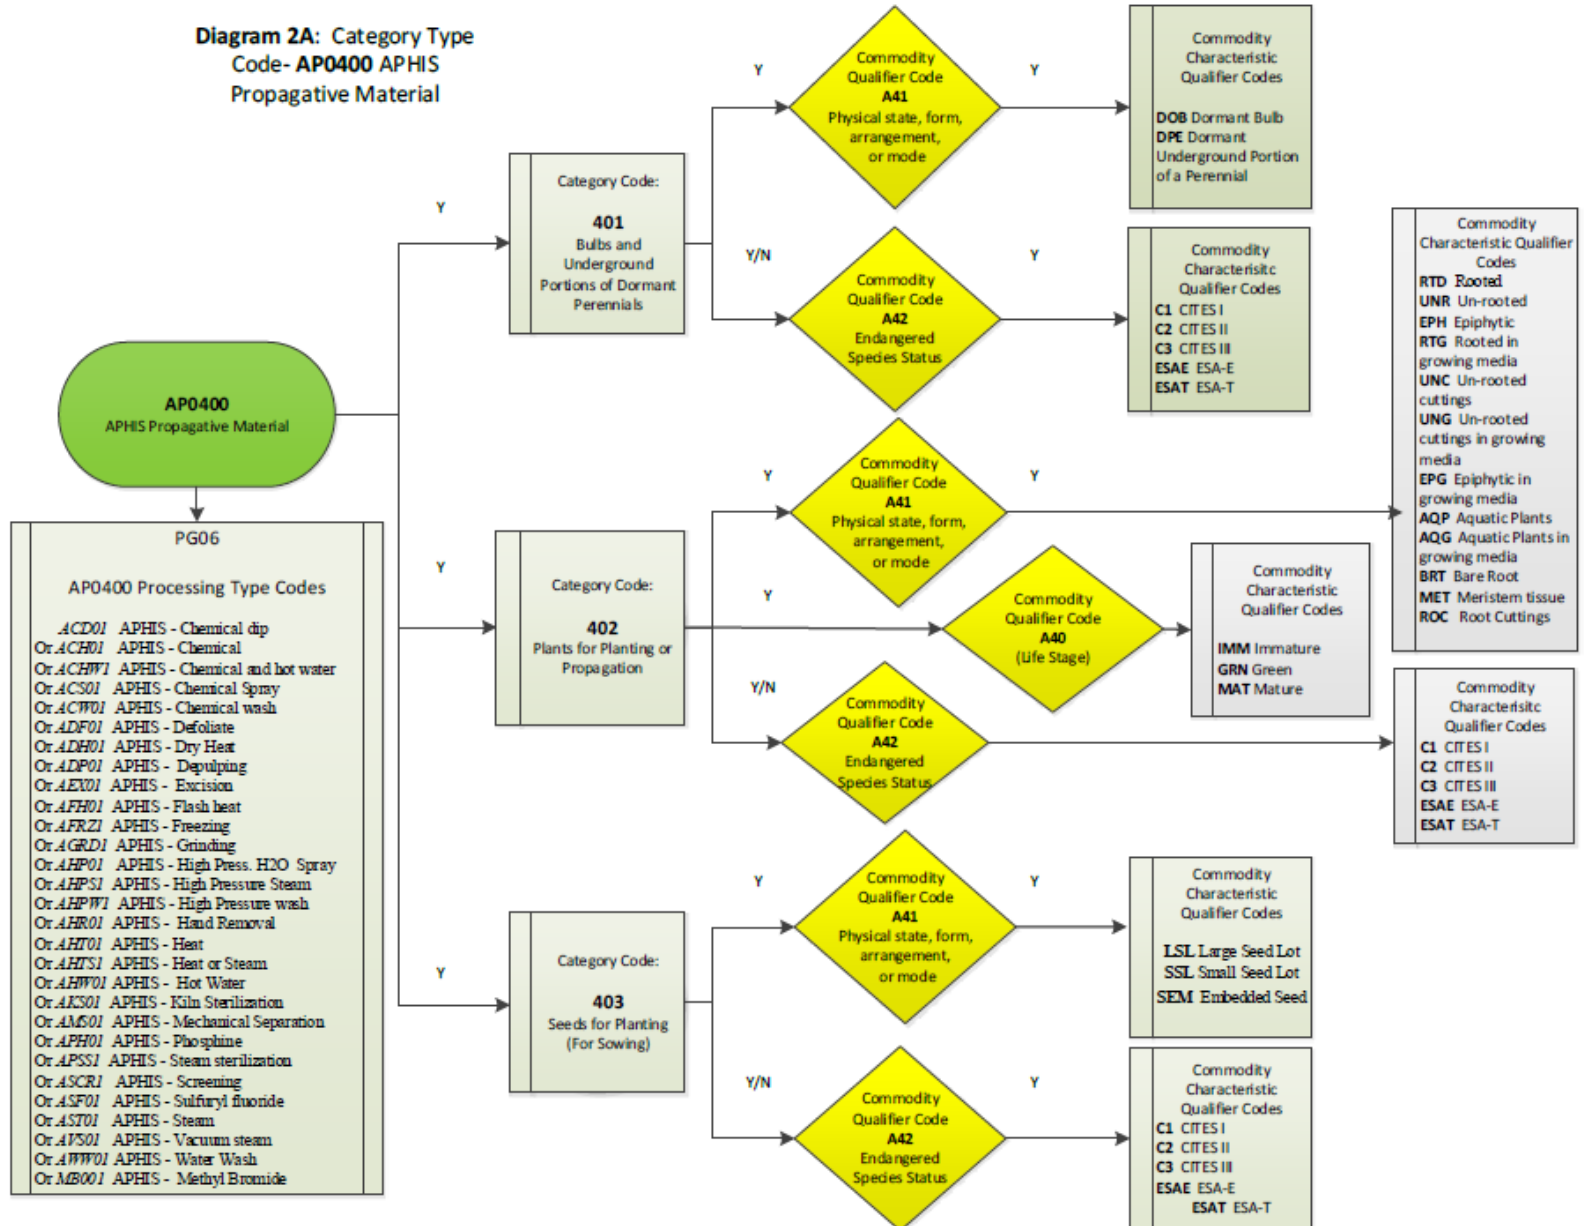 Diagram 2A: Category Type
Code- AP0400 APHIS
Propagative Material
AP0400
APHIS Propagative Material
PG06
AP0400 Processing Type Codes
ACD01 APHIS - Chemical dip
Or ACH01 APHIS - Chemical
Or ACHW1 APHIS - Chemical and hot water
Or ACS01 APHIS - Chemical Spray
Or ACW01 APHIS - Chemical wash
Or ADF01 APHIS - Defoliate
Or ADH01 APHIS - Dry Heat
Or ADP01 APHIS - Depulping
Or AEX01 APHIS - Excision
Or AFH01 APHIS - Flash heat
Or AFRZ1 APHIS - Freezing
Or AGRD1 APHIS - Grinding
Or AHP01 APHIS - High Press. H2O Spray
Or AHPS1 APHIS - High Pressure Steam
Or AHPW1 APHIS - High Pressure wash
Or AHR01 APHIS - Hand Removal
Or AHT01 APHIS - Heat
Or AHTS1 APHIS - Heat or Steam
Or AHW01 APHIS - Hot Water
Or AKS01 APHIS - Kiln Sterilization
Or AMS01 APHIS - Mechanical Separation
Or APH01 APHIS - Phosphine
Or APSS1 APHIS - Steam sterilization
Or ASCR1 APHIS - Screening
Or ASF01 APHIS - Sulfuryl fluoride
Or AST01 APHIS - Steam
Or AVS01 APHIS - Vacuum steam
Or AWW01 APHIS - Water Wash
Or MB001 APHIS - Methyl Bromide
Y
Category Code:
401
Bulbs and
Underground
Portions of Dormant
Perennials
Y
Commodity
Qualifier Code
A41
Physical state, form,
arrangement,
or mode
Y
Commodity
Characteristic
Qualifier Codes
DOB Dormant Bulb
DPE Dormant
Underground Portion
of a Perennial
Y/N
Commodity
Qualifier Code
A42
Endangered
Species Status
Y
Commodity
Characterisitc
Qualifier Codes
C1 CITES I
C2 CITES II
C3 CITES III
ESAE ESA-E
ESAT ESA-T
Y
Category Code:
402
Plants for Planting or
Propagation
Y
Commodity
Qualifier Code
A41
Physical state, form,
arrangement,
or mode
Y
Commodity
Characteristic Qualifier
Codes
RTD Rooted
UNR Un-rooted
EPH Epiphytic
RTG Rooted in
growing media
UNC Un-rooted
cuttings
UNG Un-rooted
cuttings in growing
media
EPG Epiphytic in
growing media
AQP Aquatic Plants
AQG Aquatic Plants in
growing media
BRT Bare Root
MET Meristem tissue
ROC Root Cuttings
Y
Commodity
Qualifier Code
A40
(Life Stage)
Commodity
Characteristic
Qualifier Codes
IMM Immature
GRN Green
MAT Mature
Y/N
Commodity
Qualifier Code
A42
Endangered
Species Status
Commodity
Characterisitc
Qualifier Codes
C1 CITES I
C2 CITES II
C3 CITES III
ESAE ESA-E
ESAT ESA-T
Y
Category Code:
403
Seeds for Planting
(For Sowing)
Y
Commodity
Qualifier Code
A41
Physical state, form,
arrangement,
or mode
Y
Commodity
Characteristic
Qualifier Codes
LSL Large Seed Lot
SSL Small Seed Lot
SEM Embedded Seed
Y/N
Commodity
Qualifier Code
A42
Endangered
Species Status
Y
Commodity
Characteristic
Qualifier Codes
C1 CITES I
C2 CITES II
C3 CITES III
ESAE ESA-E
ESAT ESA-T